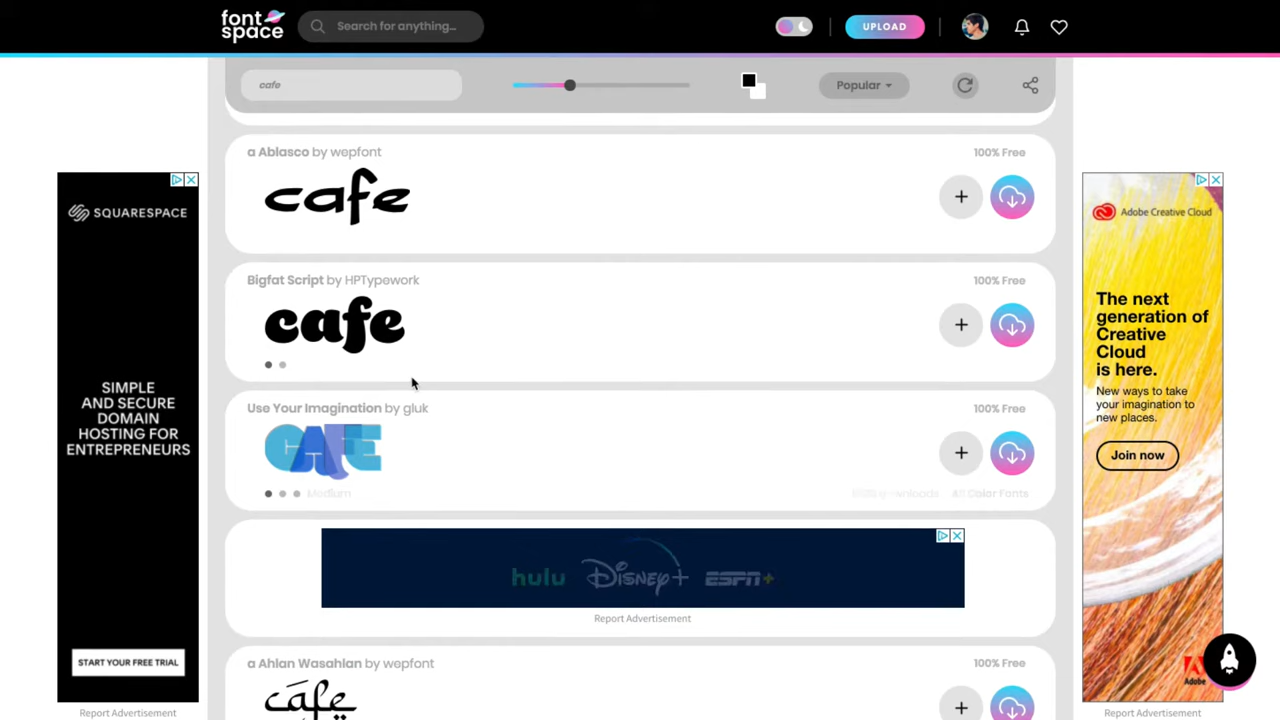 font space
Search for anything...
UPLOAD
cafe
Popular
a Ablasco by wepfont
100% Free
cafe
Bigfat Script by HPTypework
100% Free
cafe
Use Your Imagination by gluk
100% Free
CAFE
Medium
Color Fonts
hulu Disney+ ESPN+
Report Advertisement
a Ahlan Wasahlan by wepfont
100% Free
cafe
SQUARESPACE
SIMPLE
AND SECURE
DOMAIN
HOSTING FOR
ENTREPRENEURS
START YOUR FREE TRIAL
Report Advertisement
Adobe Creative Cloud
The next
generation of
Creative
Cloud
is here.
New ways to take
your imagination to
new places.
Join now
Adobe
Report Advertisement